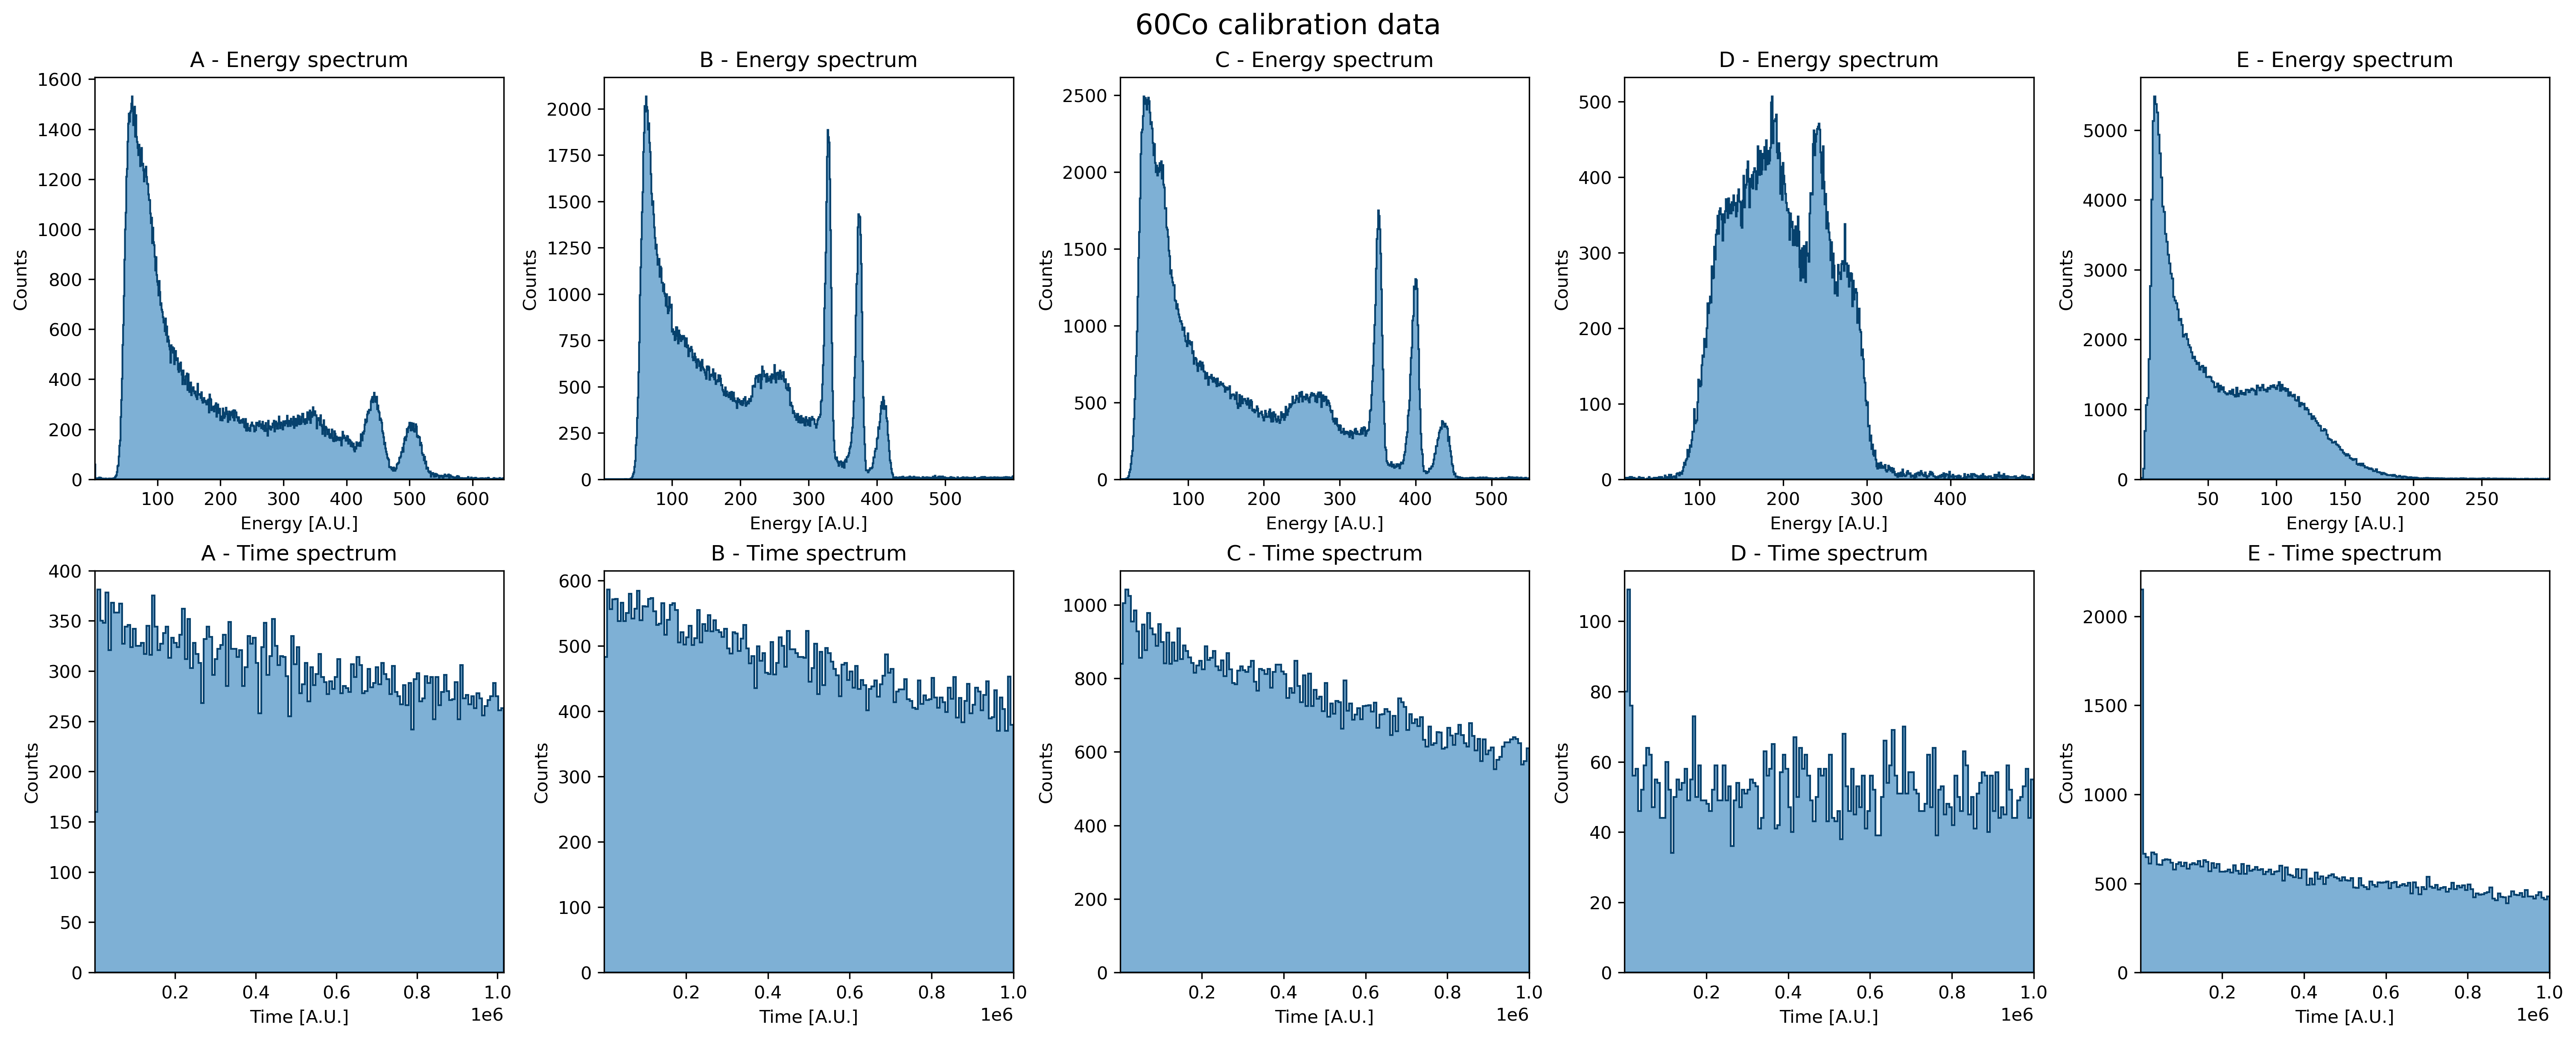 60Co calibration data
A - Energy spectrum
1600
1400
1200
1000
800
600
400
200
0
Counts
100 200 300 400 500 600
Energy [A.U.]
B - Energy spectrum
2000
1750
1500
1250
1000
750
500
250
0
Counts
100 200 300 400 500
Energy [A.U.]
C - Energy spectrum
2500
2000
1500
1000
500
0
Counts
100 200 300 400 500
Energy [A.U.]
D - Energy spectrum
500
400
300
200
100
0
Counts
100 200 300 400
Energy [A.U.]
E - Energy spectrum
5000
4000
3000
2000
1000
0
Counts
50 100 150 200 250
Energy [A.U.]
A - Time spectrum
400
350
300
250
200
150
100
50
0
Counts
0.2 0.4 0.6 0.8 1.0
Time [A.U.]
1e6
B - Time spectrum
600
500
400
300
200
100
0
Counts
0.2 0.4 0.6 0.8 1.0
Time [A.U.]
1e6
C - Time spectrum
1000
800
600
400
200
0
Counts
0.2 0.4 0.6 0.8 1.0
Time [A.U.]
1e6
D - Time spectrum
100
80
60
40
20
0
Counts
0.2 0.4 0.6 0.8 1.0
Time [A.U.]
1e6
E - Time spectrum
2000
1500
1000
500
0
Counts
0.2 0.4 0.6 0.8 1.0
Time [A.U.]
1e6